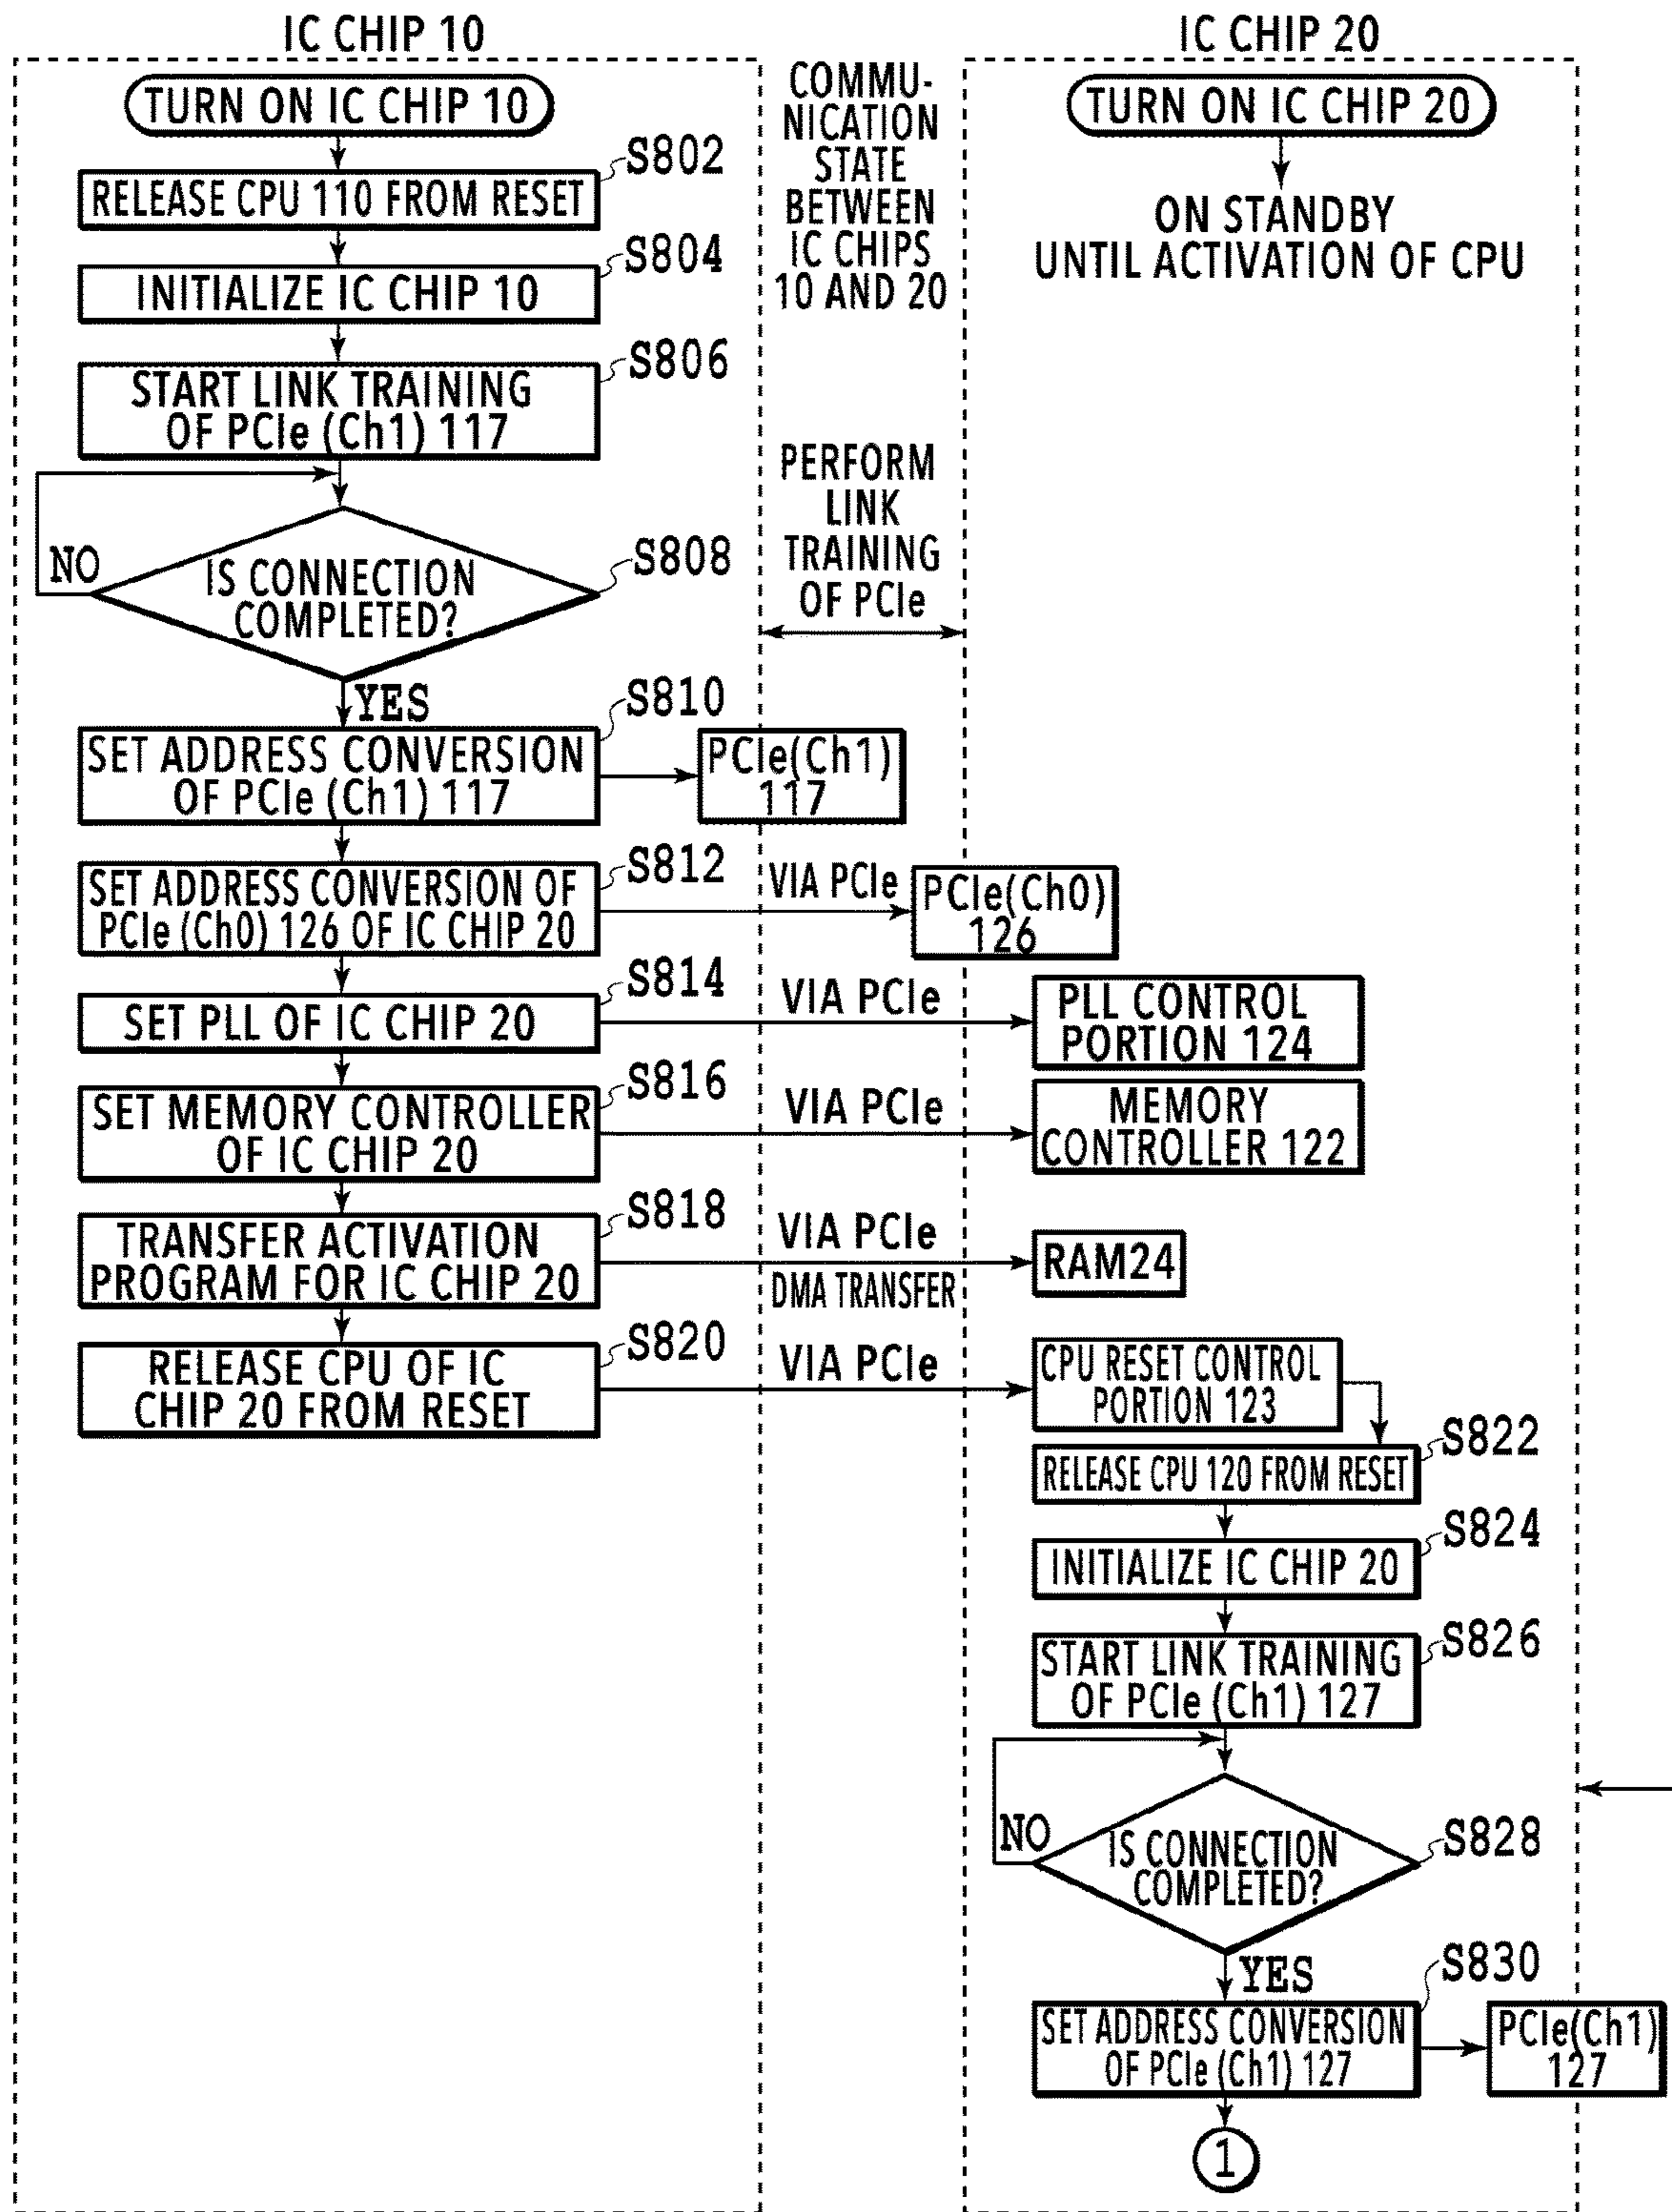 IC CHIP 10
TURN ON IC CHIP 10
S802
RELEASE CPU 110 FROM RESET
S804
INITIALIZE IC CHIP 10
S806
START LINK TRAINING
OF PCIe (Ch1) 117
NO
S808
IS CONNECTION
COMPLETED?
YES
S810
SET ADDRESS CONVERSION
OF PCIe (Ch1) 117
S812
SET ADDRESS CONVERSION OF
PCIe (Ch0) 126 OF IC CHIP 20
S814
SET PLL OF IC CHIP 20
S816
SET MEMORY CONTROLLER
OF IC CHIP 20
S818
TRANSFER ACTIVATION
PROGRAM FOR IC CHIP 20
S820
RELEASE CPU OF IC
CHIP 20 FROM RESET
COMMU-
NICATION
STATE
BETWEEN
IC CHIPS
10 AND 20
PERFORM
LINK
TRAINING
OF PCIe
PCIe(Ch1)
117
VIA PCIe
PCIe(Ch0)
126
VIA PCIe
VIA PCIe
VIA PCIe
DMA TRANSFER
VIA PCIe
IC CHIP 20
TURN ON IC CHIP 20
ON STANDBY
UNTIL ACTIVATION OF CPU
PLL CONTROL
PORTION 124
MEMORY
CONTROLLER 122
RAM24
CPU RESET CONTROL
PORTION 123
S822
RELEASE CPU 120 FROM RESET
S824
INITIALIZE IC CHIP 20
S826
START LINK TRAINING
OF PCIe (Ch1) 127
NO
S828
IS CONNECTION
COMPLETED?
YES
S830
SET ADDRESS CONVERSION
OF PCIe (Ch1) 127
PCIe(Ch1)
127
1